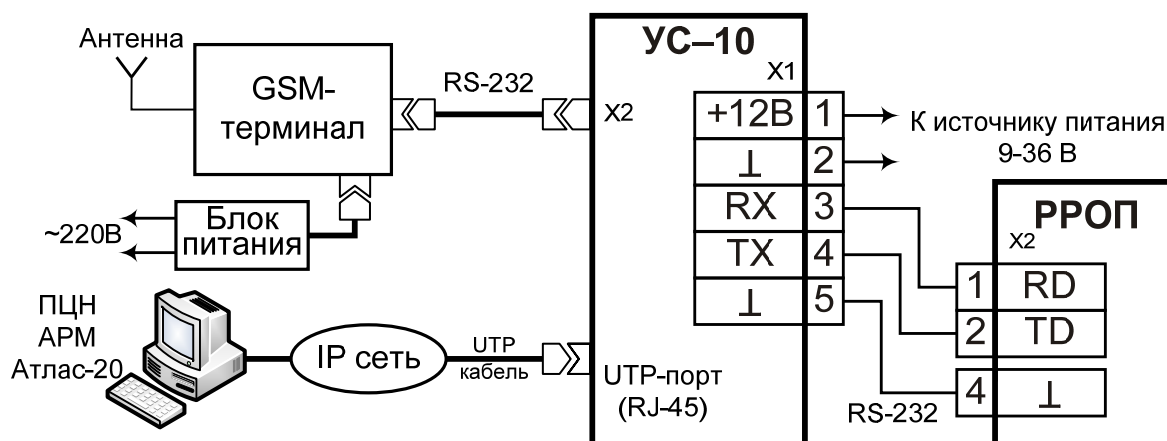 Антенна
GSM-
терминал
RS-232
УС–10
X1
X2
+12В 1
⊥ 2
RX 3
TX 4
⊥ 5
К источнику питания
9-36 В
РРОП
X2
1 RD
2 TD
4 ⊥
RS-232
~220В
Блок
питания
ПЦН
АРМ
Атлас-20
IP сеть
UTP
кабель
UTP-порт
(RJ-45)